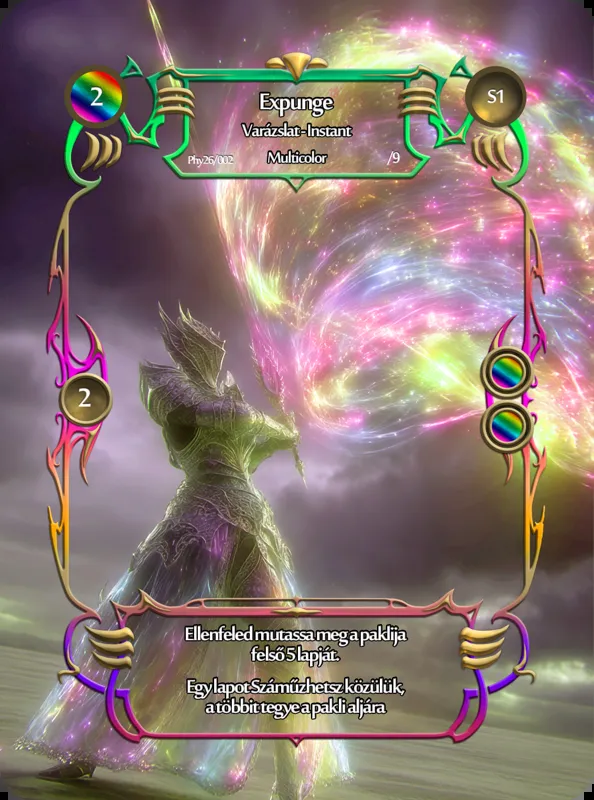 2
Expunge
S1
Varázslat - Instant
Phy26/002
Multicolor
/9
2
Ellenfeled mutassa meg a paklija
felső 5 lapját.
Egy lapot Száműzhetsz közülük,
a többit tegye a pakli aljára